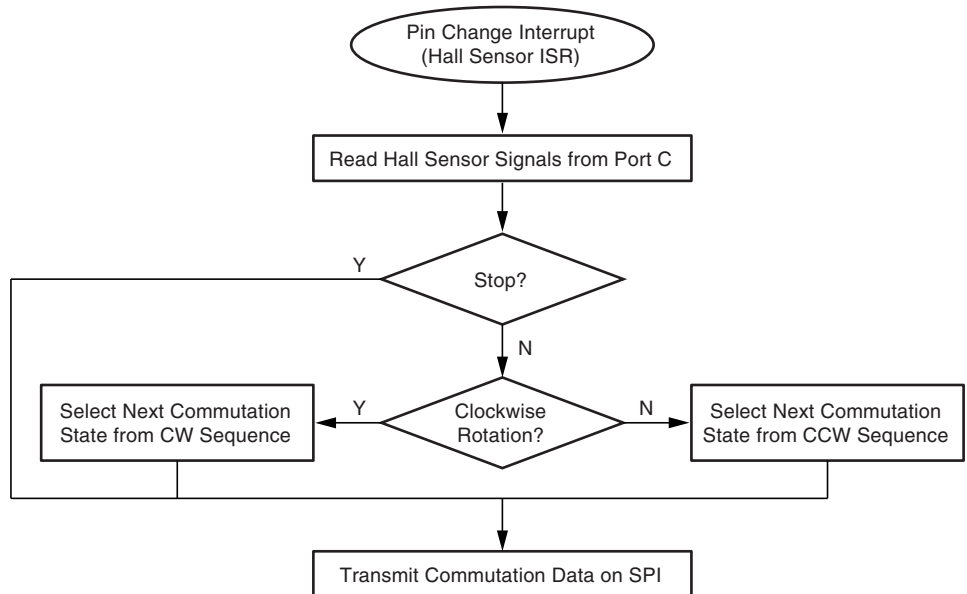 Pin Change Interrupt
(Hall Sensor ISR)
Read Hall Sensor Signals from Port C
Y
Stop?
N
Select Next Commutation
State from CW Sequence
Y
Clockwise
Rotation?
N
Select Next Commutation
State from CCW Sequence
Transmit Commutation Data on SPI